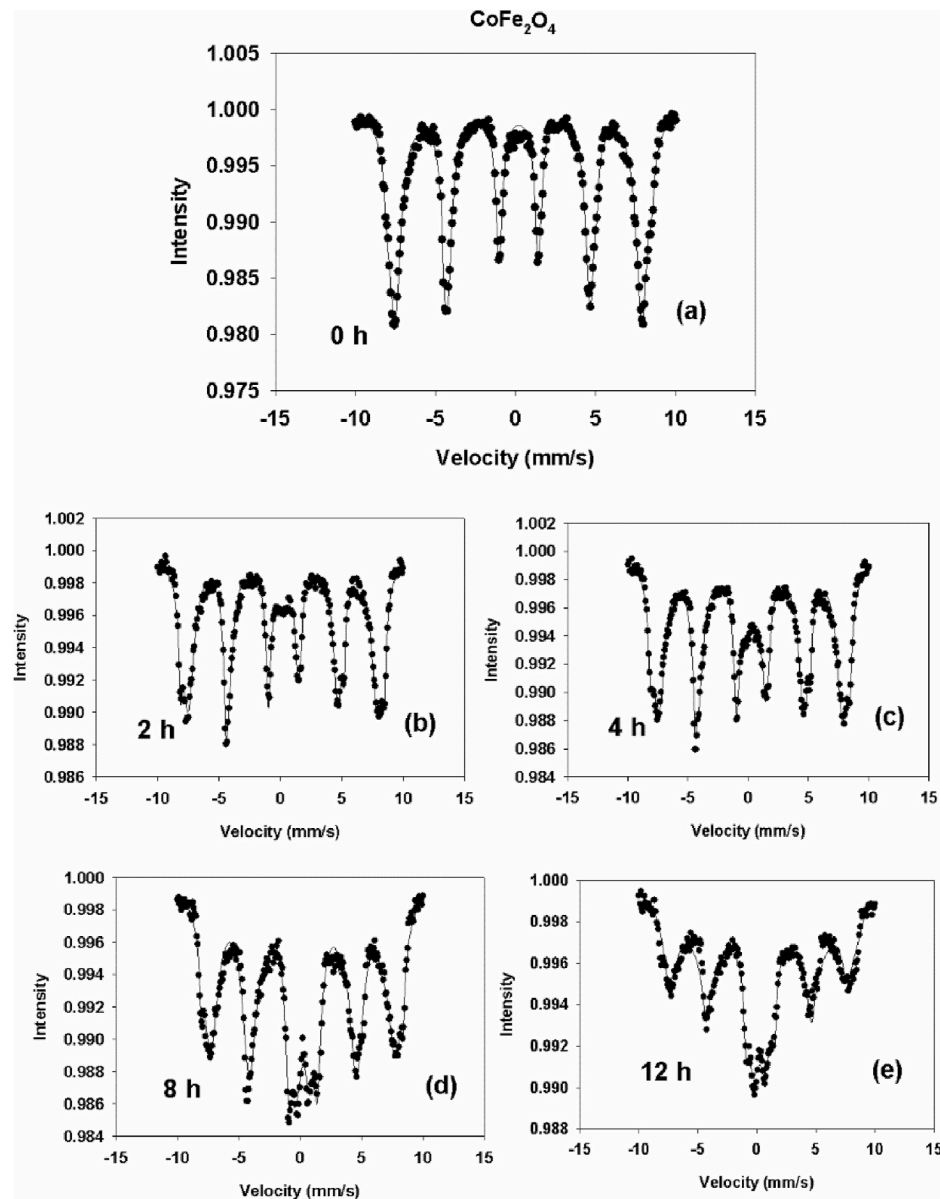 CoFe₂O₄
1.005
1.000
0.995
0.990
0.985
0.980
0.975
Intensity
0 h
(a)
-15 -10 -5 0 5 10 15
Velocity (mm/s)
1.002
1.000
0.998
0.996
0.994
0.992
0.990
0.988
0.986
Intensity
2 h
(b)
-15 -10 -5 0 5 10 15
Velocity (mm/s)
1.002
1.000
0.998
0.996
0.994
0.992
0.990
0.988
0.986
0.984
Intensity
4 h
(c)
-15 -10 -5 0 5 10 15
Velocity (mm/s)
1.000
0.998
0.996
0.994
0.992
0.990
0.988
0.986
0.984
Intensity
8 h
(d)
-15 -10 -5 0 5 10 15
Velocity (mm/s)
1.000
0.998
0.996
0.994
0.992
0.990
0.988
Intensity
12 h
(e)
-15 -10 -5 0 5 10 15
Velocity (mm/s)